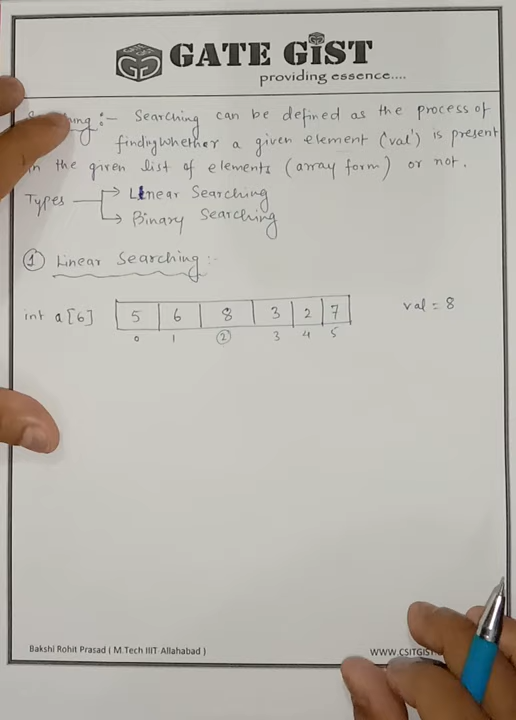 GATE GIST
providing essence....
:- Searching can be defined as the process of
finding whether a given element ('val') is present
in the given list of elements (array form) or not.
Types Linear Searching
Binary Searching
① Linear Searching :-
int a[6] 5 6 8 3 2 7 val = 8
0 1 ② 3 4 5
Bakshi Rohit Prasad ( M.Tech IIIT Allahabad )